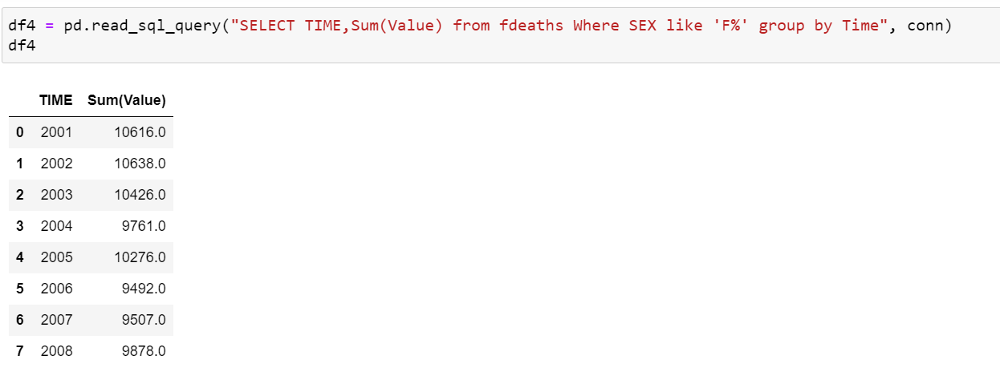 df4 = pd.read_sql_query("SELECT TIME,Sum(Value) from fdeaths Where SEX like 'F%' group by Time", conn)
df4
TIME Sum(Value)
0 2001 10616.0
1 2002 10638.0
2 2003 10426.0
3 2004 9761.0
4 2005 10276.0
5 2006 9492.0
6 2007 9507.0
7 2008 9878.0